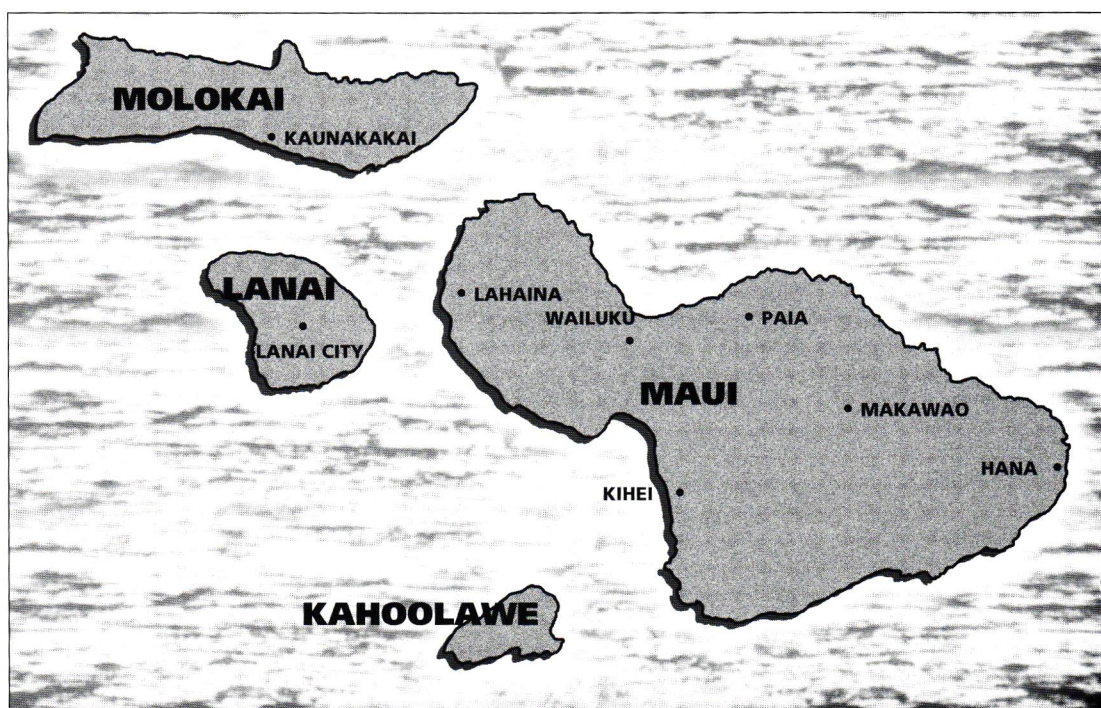 MOLOKAI
KAUNAKAKAI
LANAI
LANAI CITY
LAHAINA
WAILUKU
PAIA
MAUI
MAKAWAO
HANA
KIHEI
KAHOOLAWE